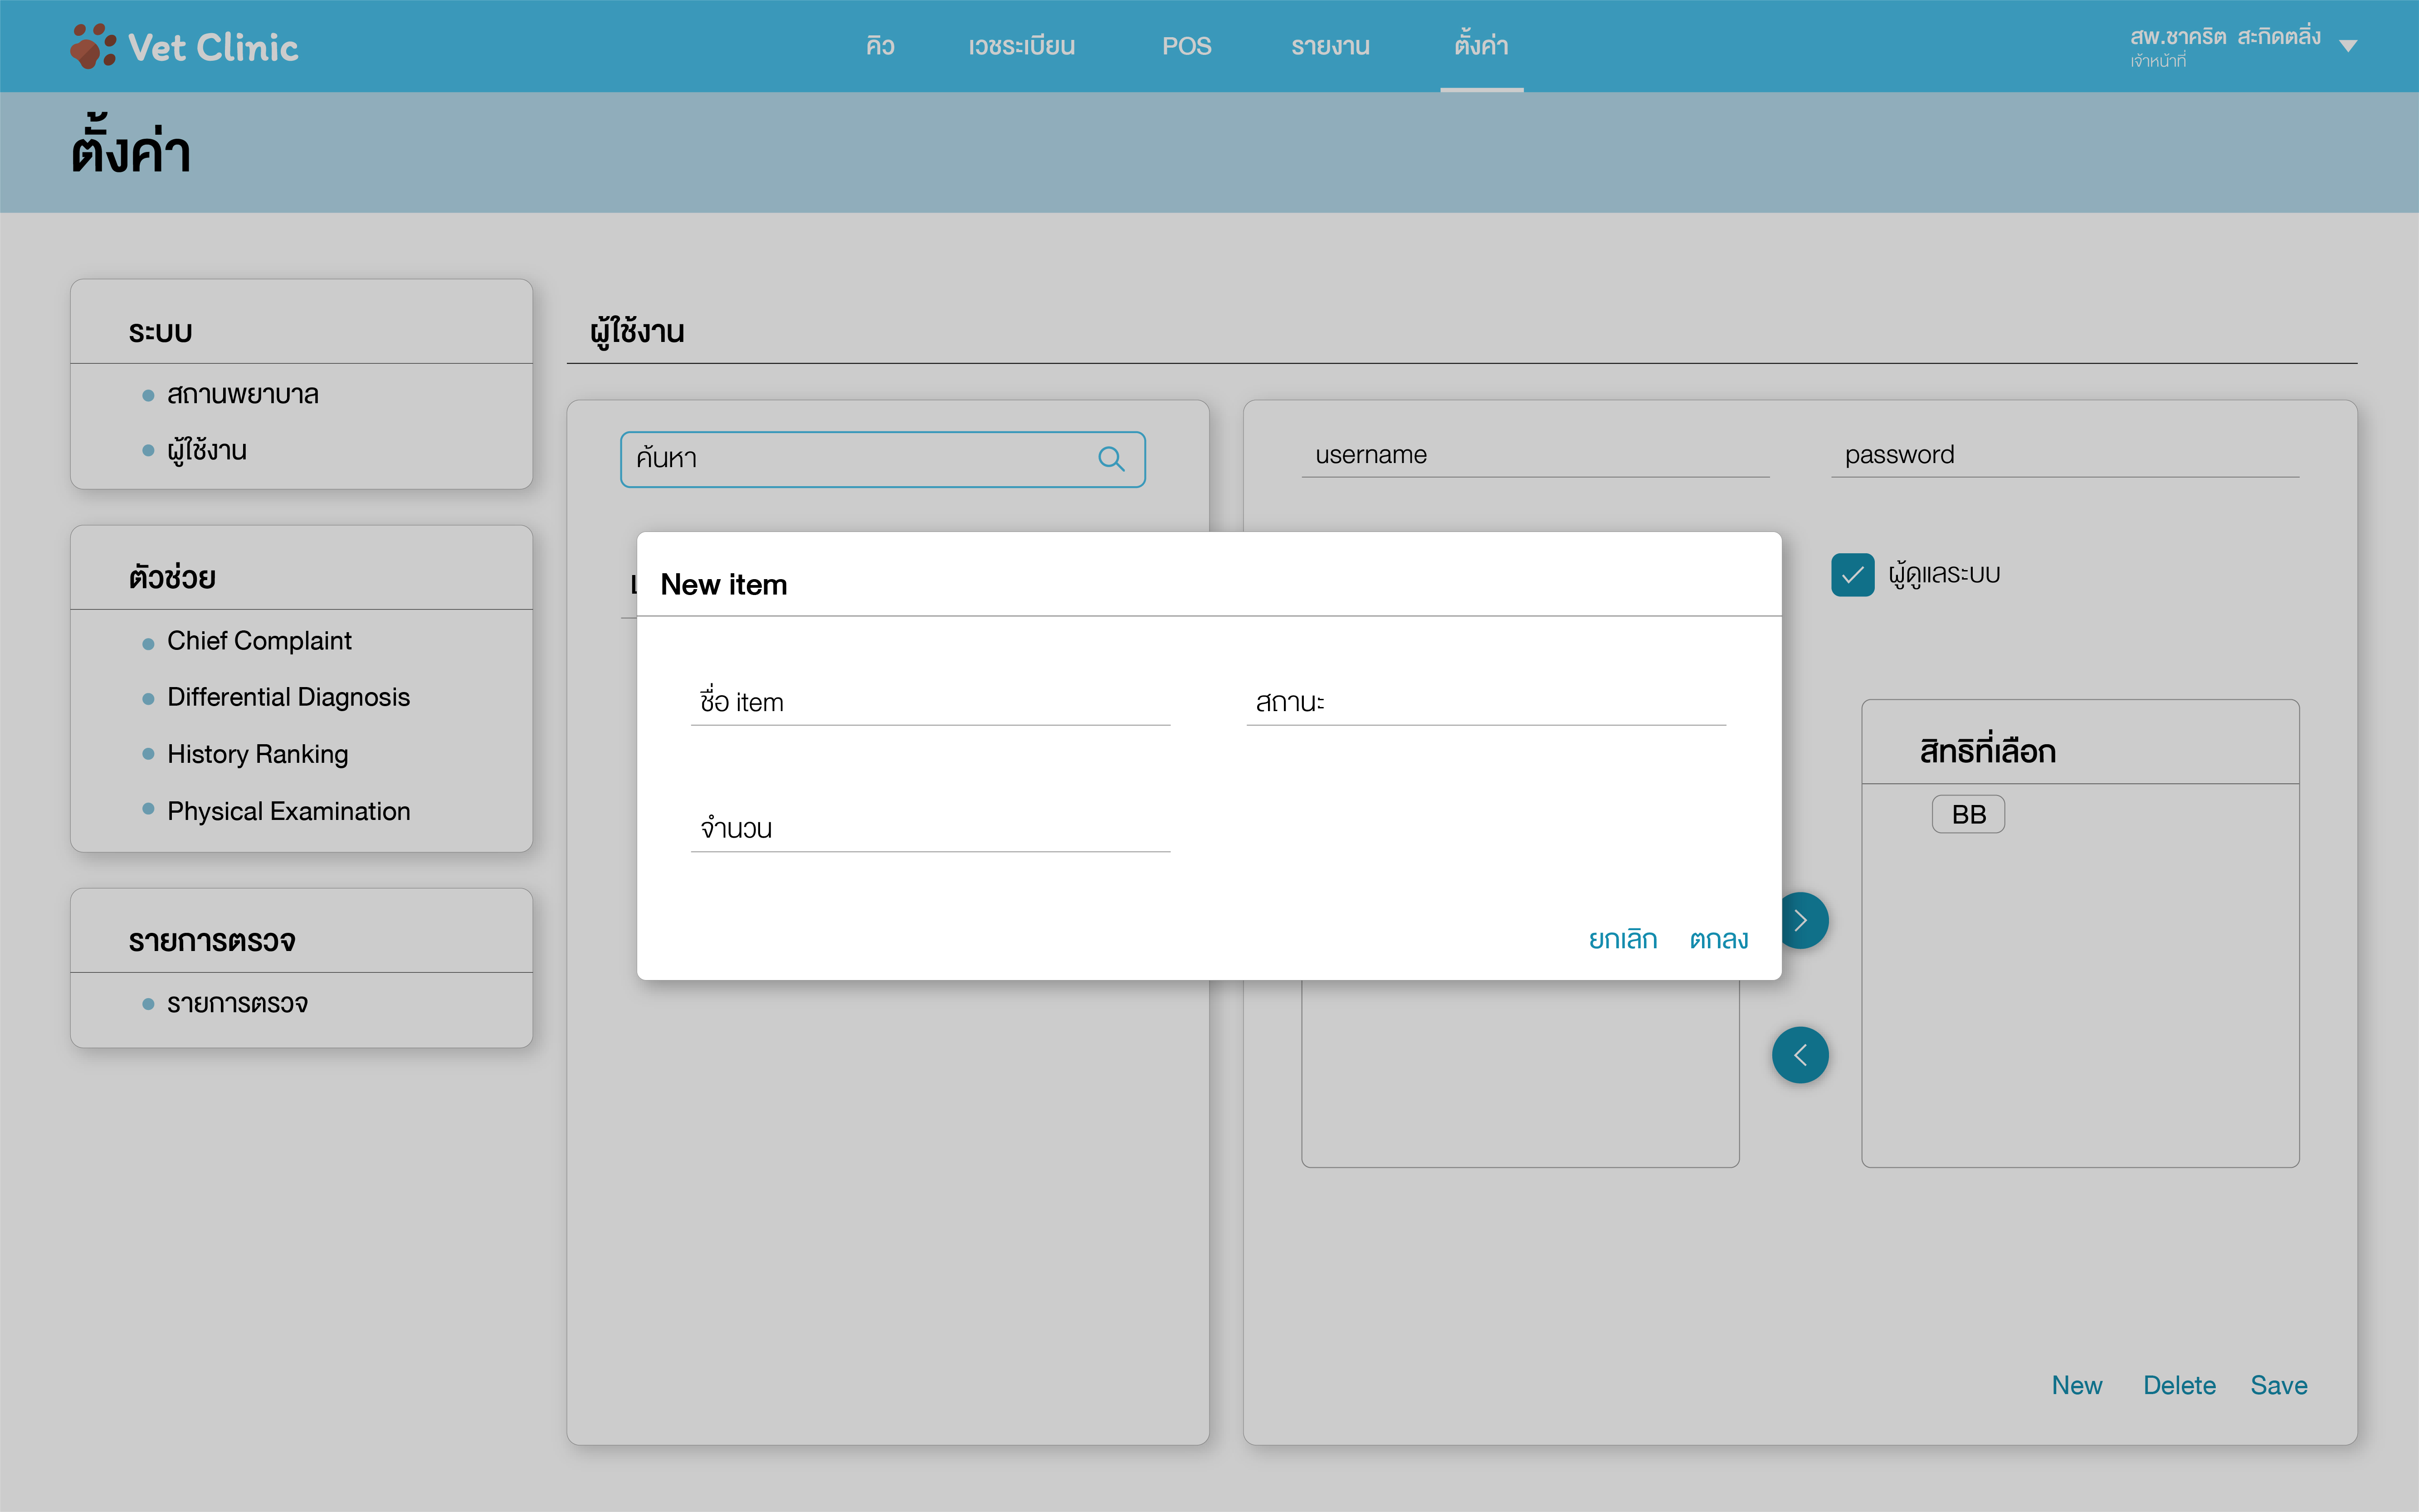 Vet Clinic
คิว เวชระเบียน POS รายงาน ตั้งค่า
สพ.ชาคริต สะกิดตลิ่ง
เจ้าหน้าที่
ตั้งค่า
ระบบ
สถานพยาบาล
ผู้ใช้งาน
ตัวช่วย
Chief Complaint
Differential Diagnosis
History Ranking
Physical Examination
รายการตรวจ
รายการตรวจ
ผู้ใช้งาน
ค้นหา
username password
ผู้ดูแลระบบ
New item
ชื่อ item สถานะ
จำนวน
ยกเลิก ตกลง
สิทธิที่เลือก
BB
New Delete Save